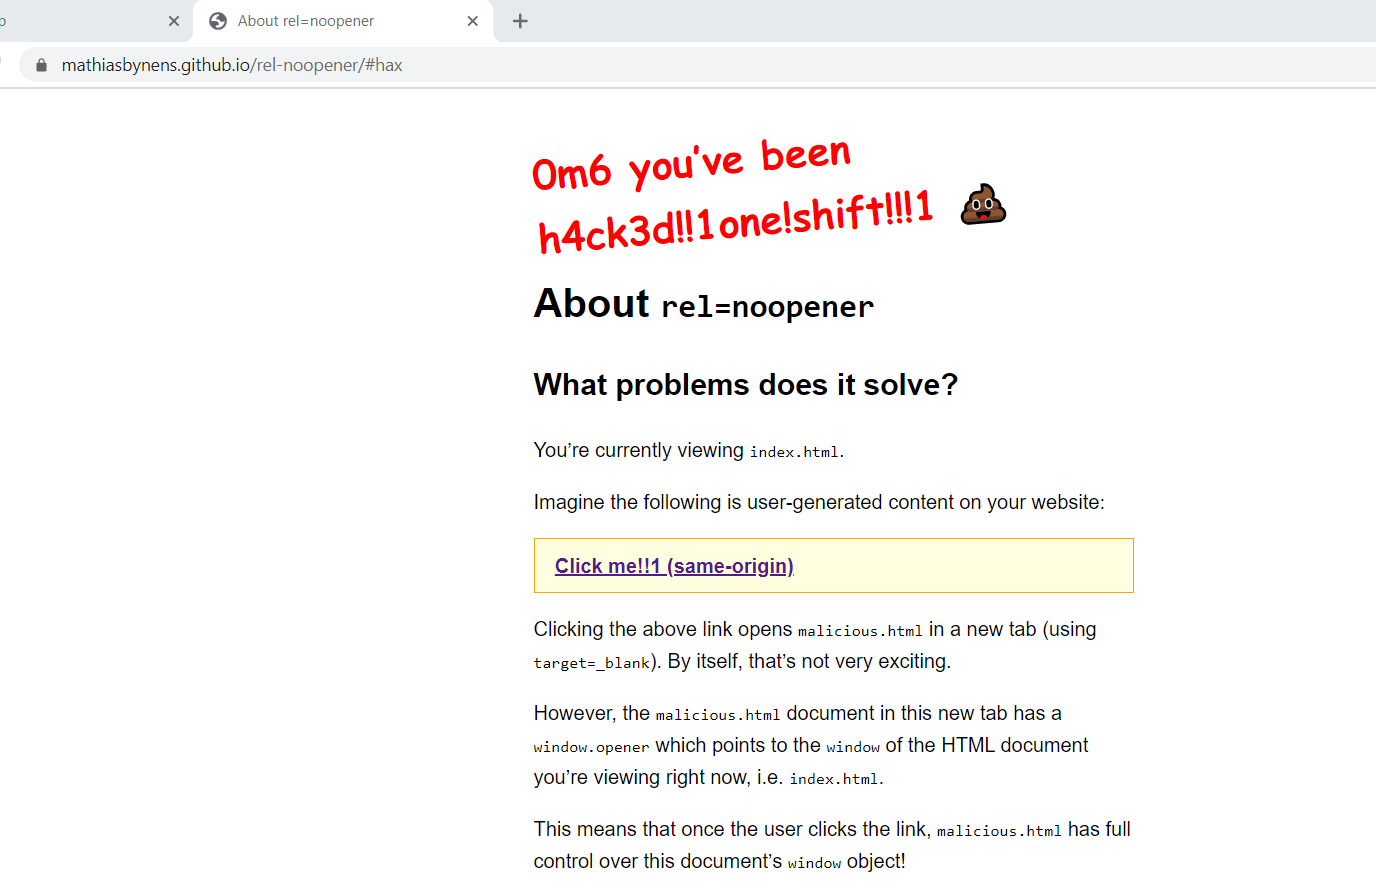 About rel=noopener
mathiasbynens.github.io/rel-noopener/#hax
0m6 you've been
h4ck3d!!1one!shift!!!1 💩
About rel=noopener
What problems does it solve?
You’re currently viewing index.html.
Imagine the following is user-generated content on your website:
Click me!!1 (same-origin)
Clicking the above link opens malicious.html in a new tab (using
target=_blank). By itself, that’s not very exciting.
However, the malicious.html document in this new tab has a
window.opener which points to the window of the HTML document
you’re viewing right now, i.e. index.html.
This means that once the user clicks the link, malicious.html has full
control over this document’s window object!